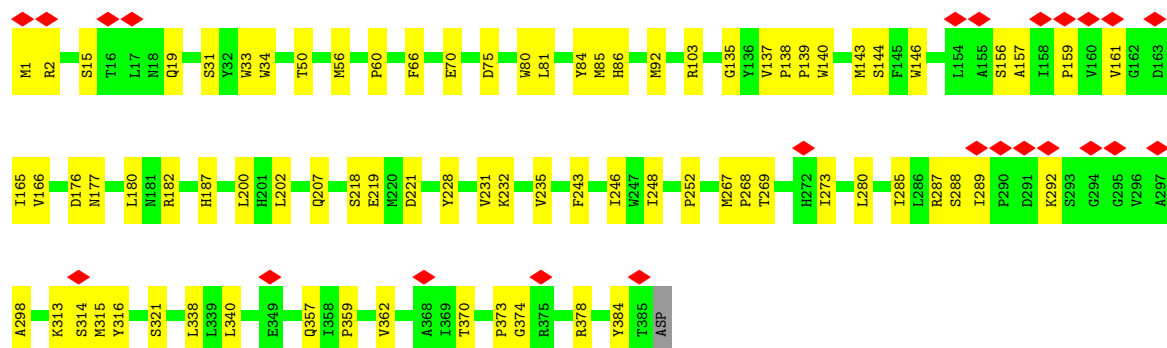 M1 R2 S15 T16 L17 N18 Q19 S31 Y32 W33 W34 T50 M56 P60 F66 E70 D75 W80 L81 Y84 M85 H86 M92 R103 G135 Y136 V137 P138 P139 W140 M143 S144 F145 W146 L154 A155 S156 A157 I158 P159 V160 V161 G162 D163
I165 V166 D176 N177 L180 N181 R182 H187 L200 H201 L202 Q207 S218 E219 M220 D221 Y228 V231 K232 V235 F243 I246 W247 I248 P252 M267 P268 T269 H272 I273 L280 I285 L286 R287 S288 I289 P290 D291 K292 S293 G294 G295 V296 A297
A298 K313 S314 M315 Y316 S321 L338 L339 L340 E349 Q357 I358 P359 V362 A368 I369 T370 P373 G374 R375 R378 Y384 T385 ASP